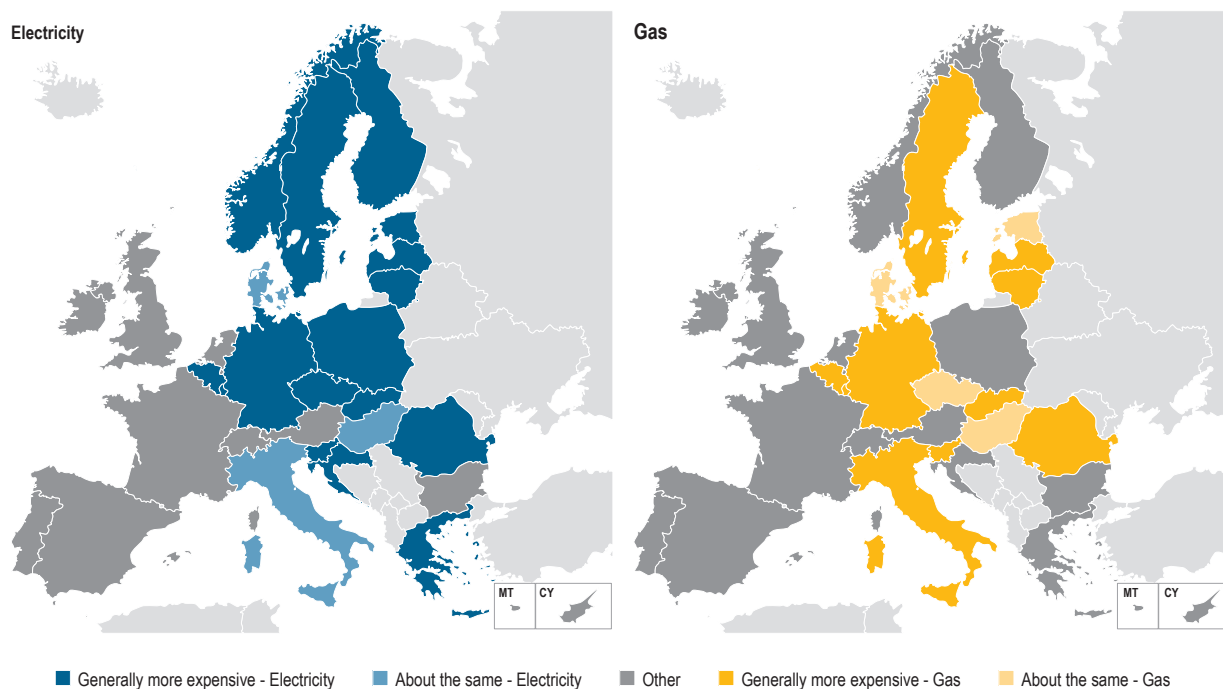 Electricity
Gas
MT
CY
MT
CY
Generally more expensive - Electricity
About the same - Electricity
Other
Generally more expensive - Gas
About the same - Gas